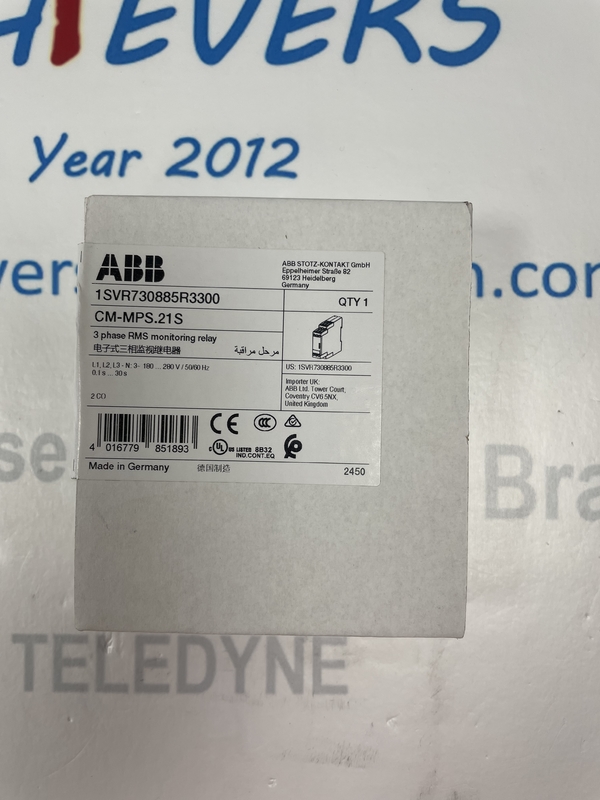 HIEVERS
Year 2012
ABB
ABB STOTZ-KONTAKT GmbH
Eppelheimer Straße 82
69123 Heidelberg
Germany
1SVR730885R3300
QTY 1
CM-MPS.21S
3 phase RMS monitoring relay
电子式三相监视继电器
مرحل مراقبة
L1, L2, L3 - N: 3~ 180 ... 280 V / 50/60 Hz
0.1 s ... 30 s
2 CO
US: 1SVR730885R3300
Importer UK:
ABB Ltd. Tower Court,
Coventry CV6 5NX,
United Kingdom
4 016779 851893
CE
CCC
C UL US LISTED 8B32
IND.CONT.EQ
Made in Germany
德国制造
2450
evers
n.com
se
Bra
TELEDYNE